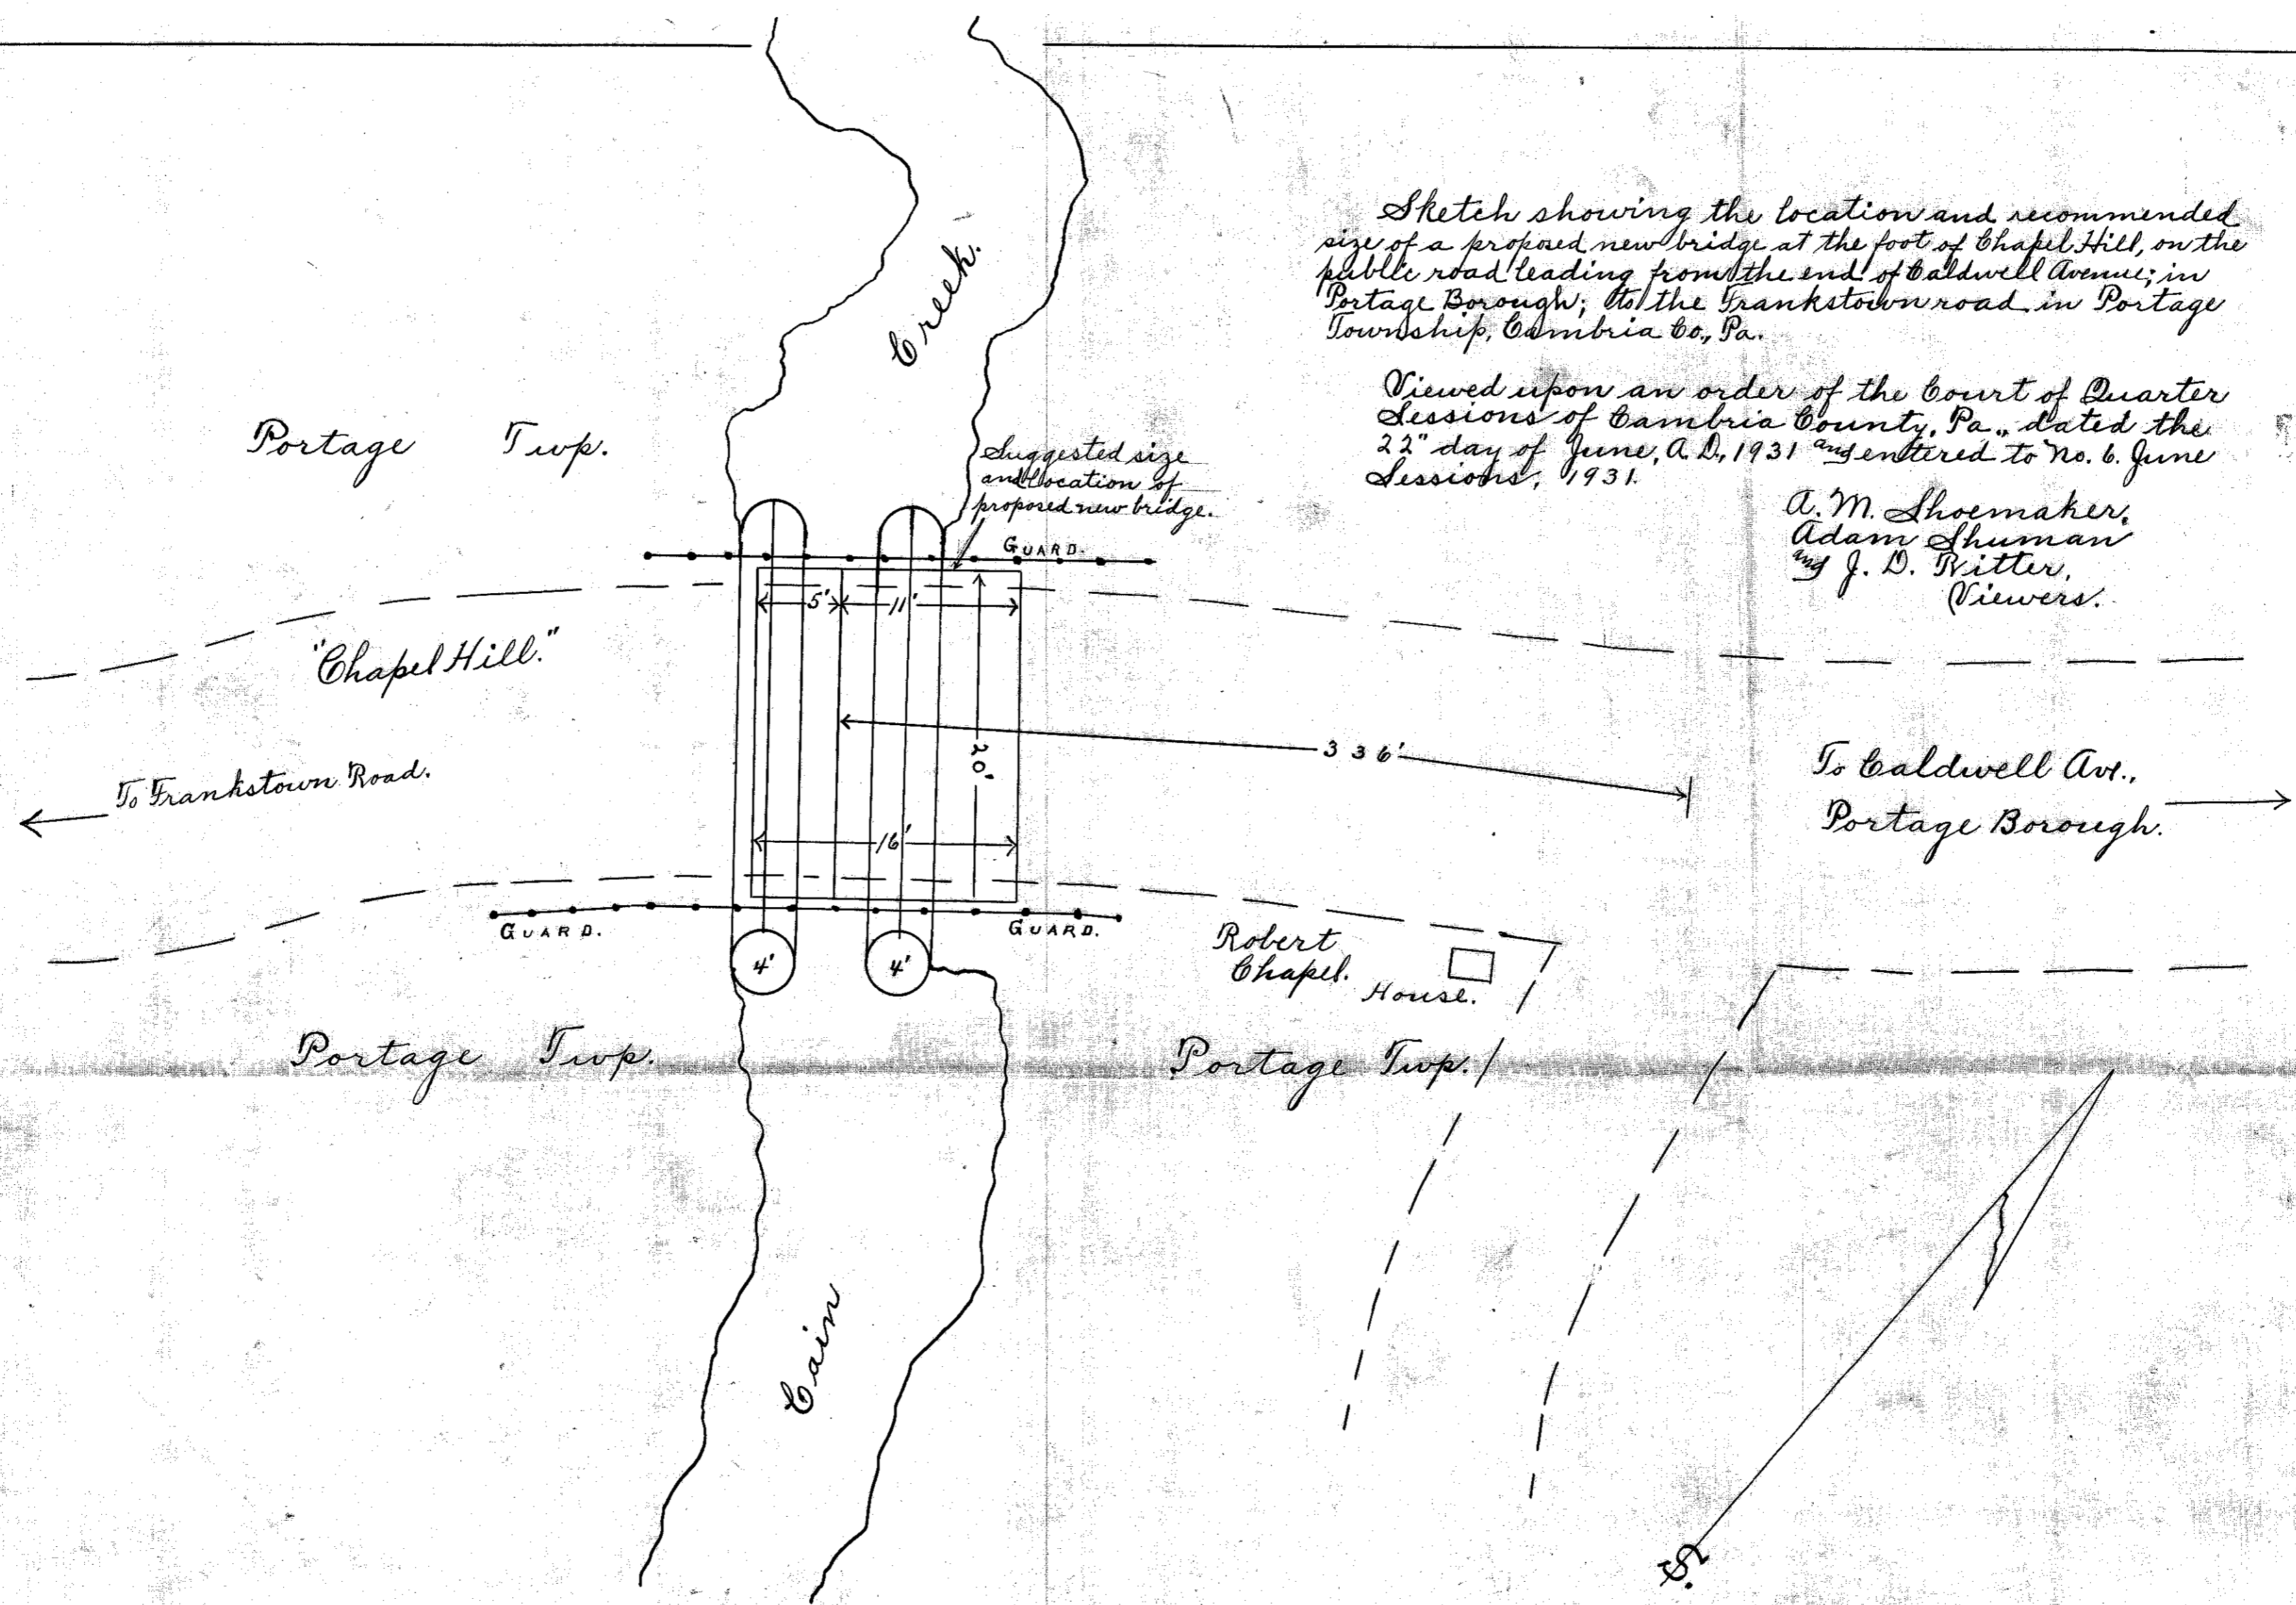 Sketch showing the location and recommended
size of a proposed new bridge at the foot of Chapel Hill, on the
public road leading from the end of Caldwell Avenue; in
Portage Borough; to the Frankstown road in Portage
Township, Cambria Co., Pa.
Viewed upon an order of the Court of Quarter
Sessions of Cambria County, Pa., dated the
22" day of June, A.D., 1931 and entered to No. 6. June
Sessions, 1931.
A. M. Shoemaker,
Adam Shuman
and J. D. Ritter,
Viewers.
Creek.
Portage Twp.
Suggested size
and location of
proposed new bridge.
GUARD.
5' 11'
"Chapel Hill."
336'
20'
To Frankstown Road.
To Caldwell Ave.,
Portage Borough.
16'
GUARD.
GUARD.
4' 4'
Robert
Chapel.
House.
Portage Twp.
Portage Twp.
Cain
S.